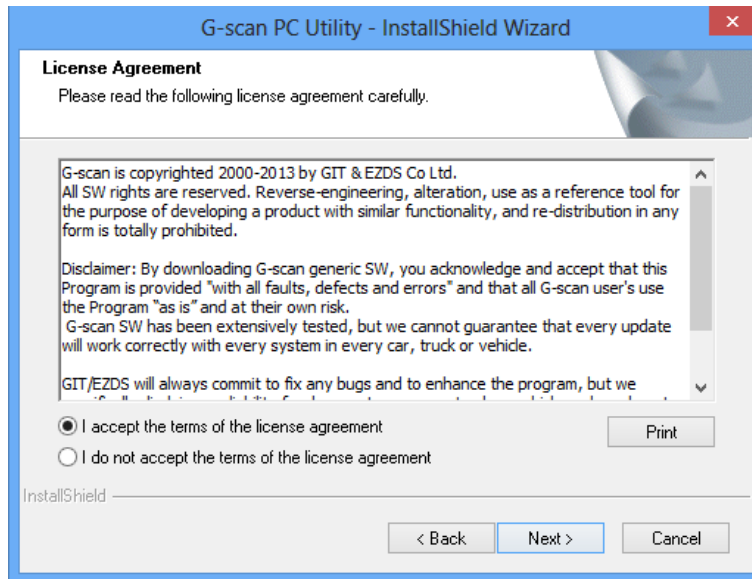 G-scan PC Utility - InstallShield Wizard
License Agreement
Please read the following license agreement carefully.
G-scan is copyrighted 2000-2013 by GIT & EZDS Co Ltd.
All SW rights are reserved. Reverse-engineering, alteration, use as a reference tool for
the purpose of developing a product with similar functionality, and re-distribution in any
form is totally prohibited.
Disclaimer: By downloading G-scan generic SW, you acknowledge and accept that this
Program is provided "with all faults, defects and errors" and that all G-scan user's use
the Program “as is” and at their own risk.
G-scan SW has been extensively tested, but we cannot guarantee that every update
will work correctly with every system in every car, truck or vehicle.
GIT/EZDS will always commit to fix any bugs and to enhance the program, but we
I accept the terms of the license agreement
Print
I do not accept the terms of the license agreement
InstallShield
< Back
Next >
Cancel